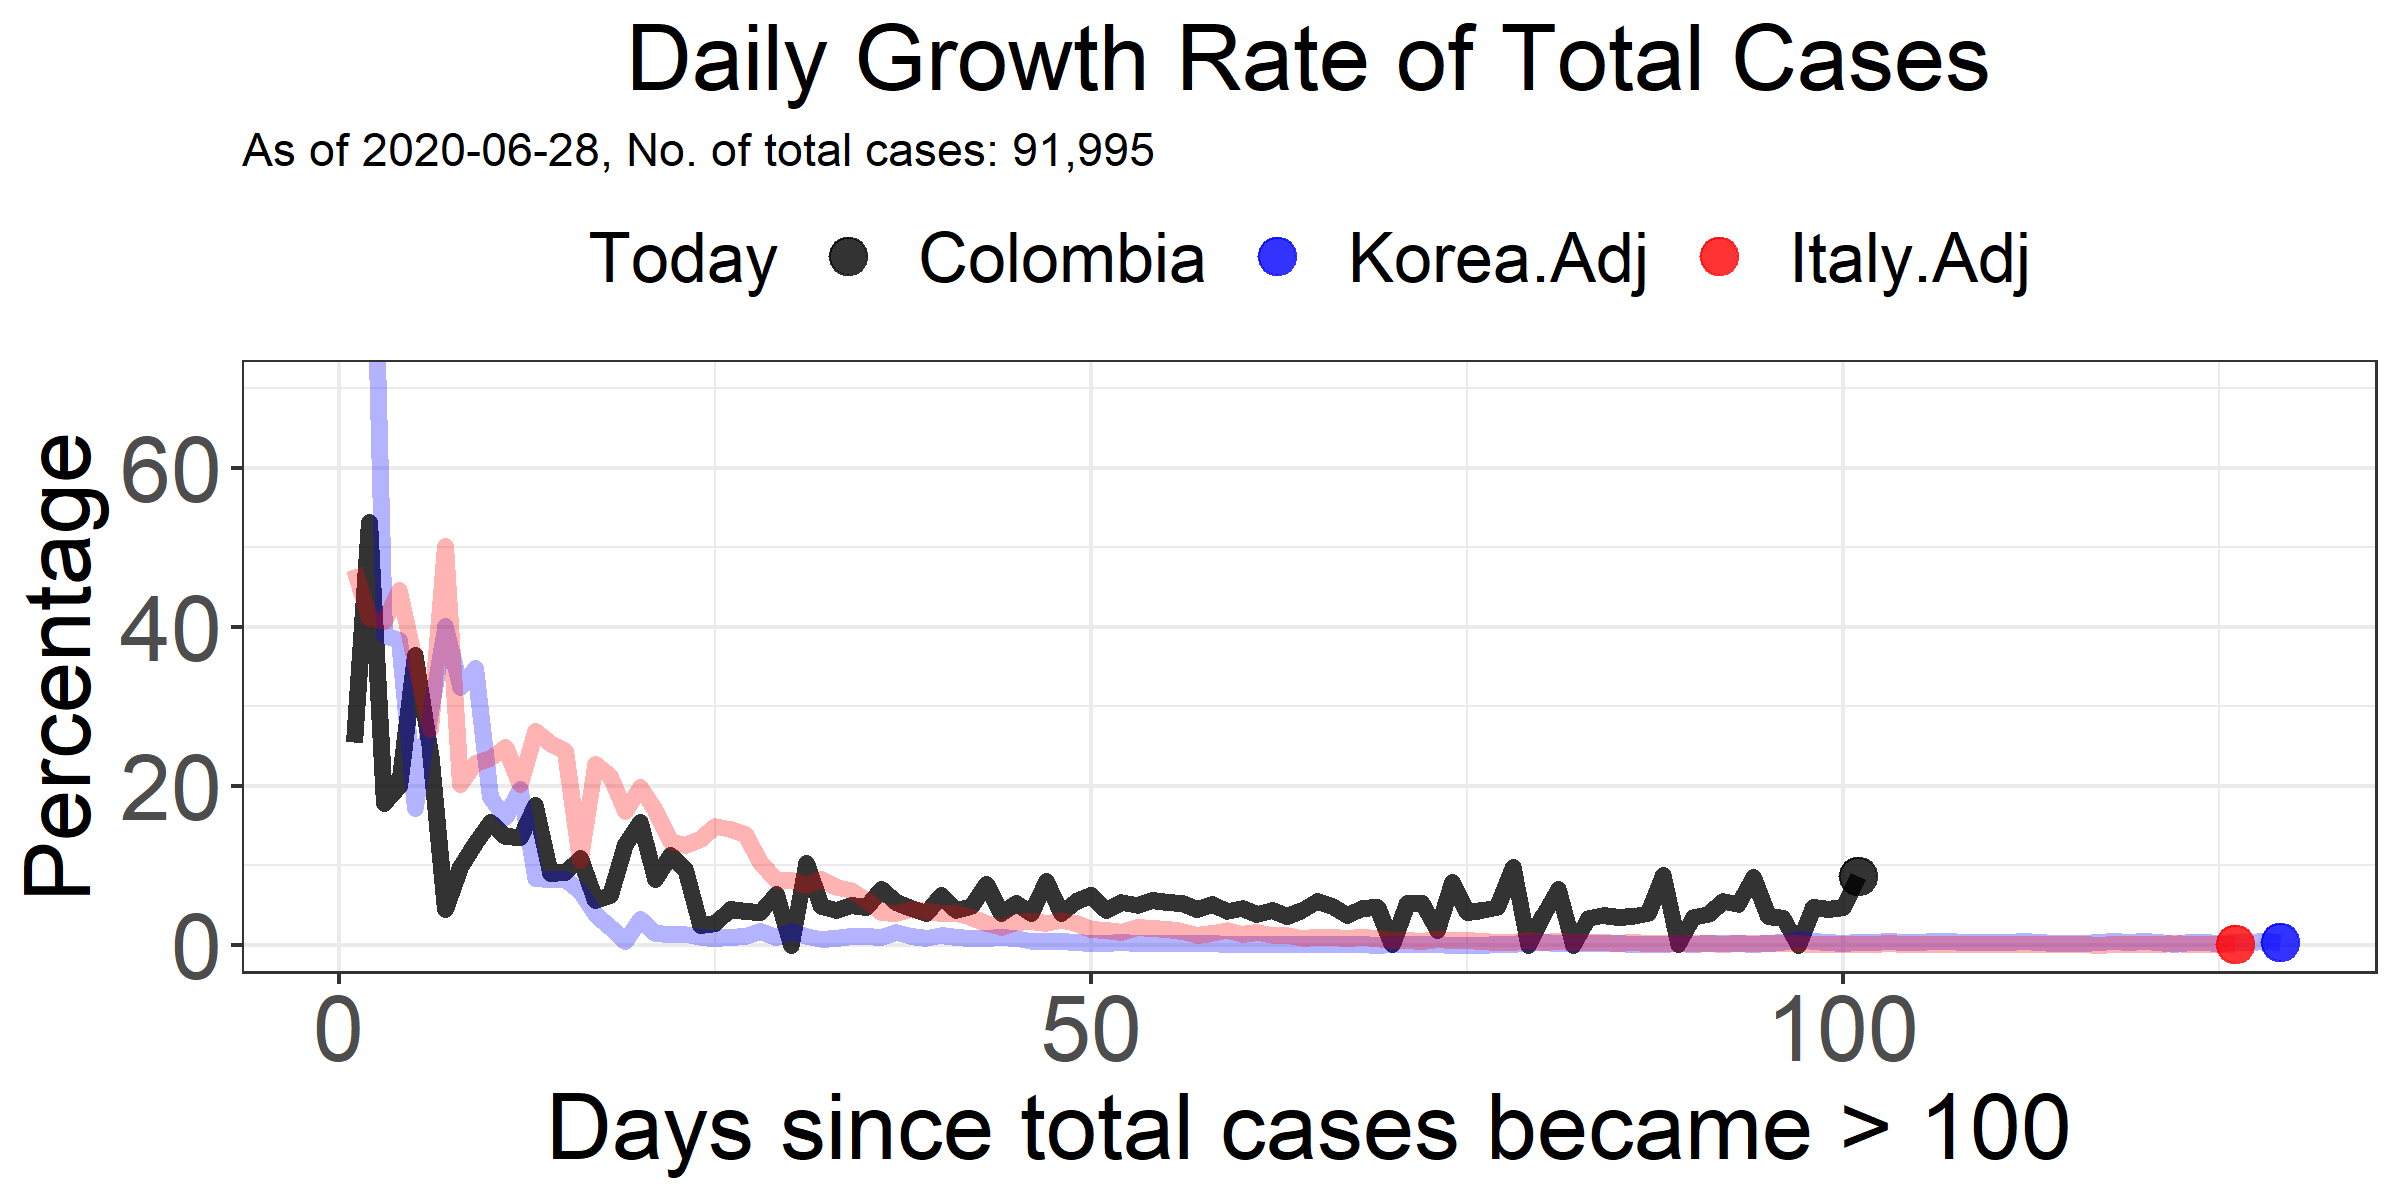 Daily Growth Rate of Total Cases
As of 2020-06-28, No. of total cases: 91,995
Today Colombia Korea.Adj Italy.Adj
Percentage
60
40
20
0
0 50 100
Days since total cases became > 100